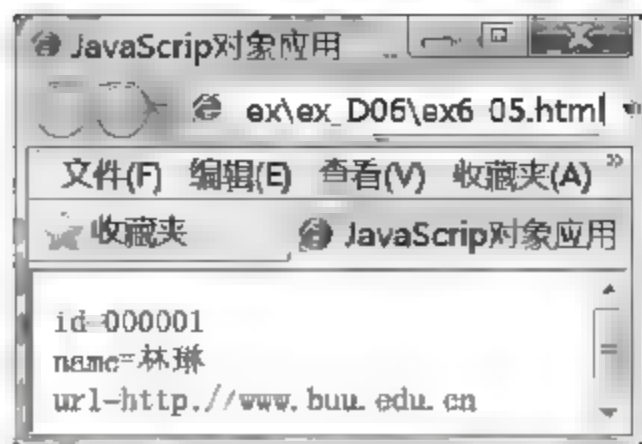 JavaScrip对象应用
ex\ex_D06\ex6 05.html
文件(F) 编辑(E) 查看(V) 收藏夹(A) »
收藏夹 JavaScrip对象应用
id=000001
name=林琳
url=http://www.buu.edu.cn